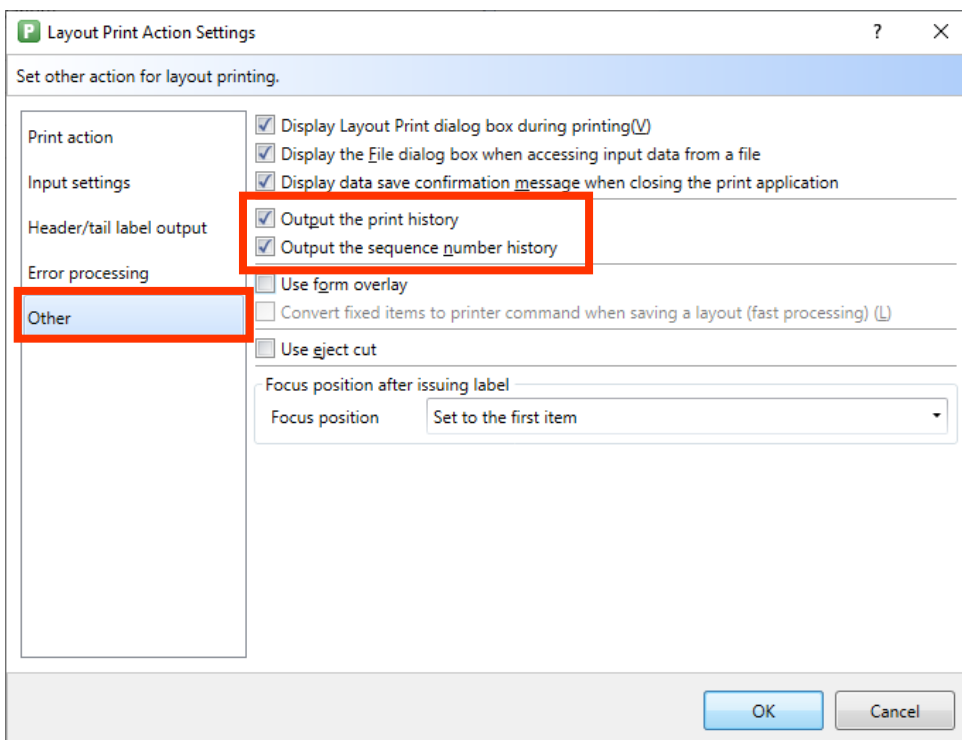 P Layout Print Action Settings ? X
Set other action for layout printing.
Print action
Input settings
Header/tail label output
Error processing
Other
Display Layout Print dialog box during printing(V)
Display the File dialog box when accessing input data from a file
Display data save confirmation message when closing the print application
Output the print history
Output the sequence number history
Use form overlay
Convert fixed items to printer command when saving a layout (fast processing) (L)
Use eject cut
Focus position after issuing label
Focus position Set to the first item
OK Cancel